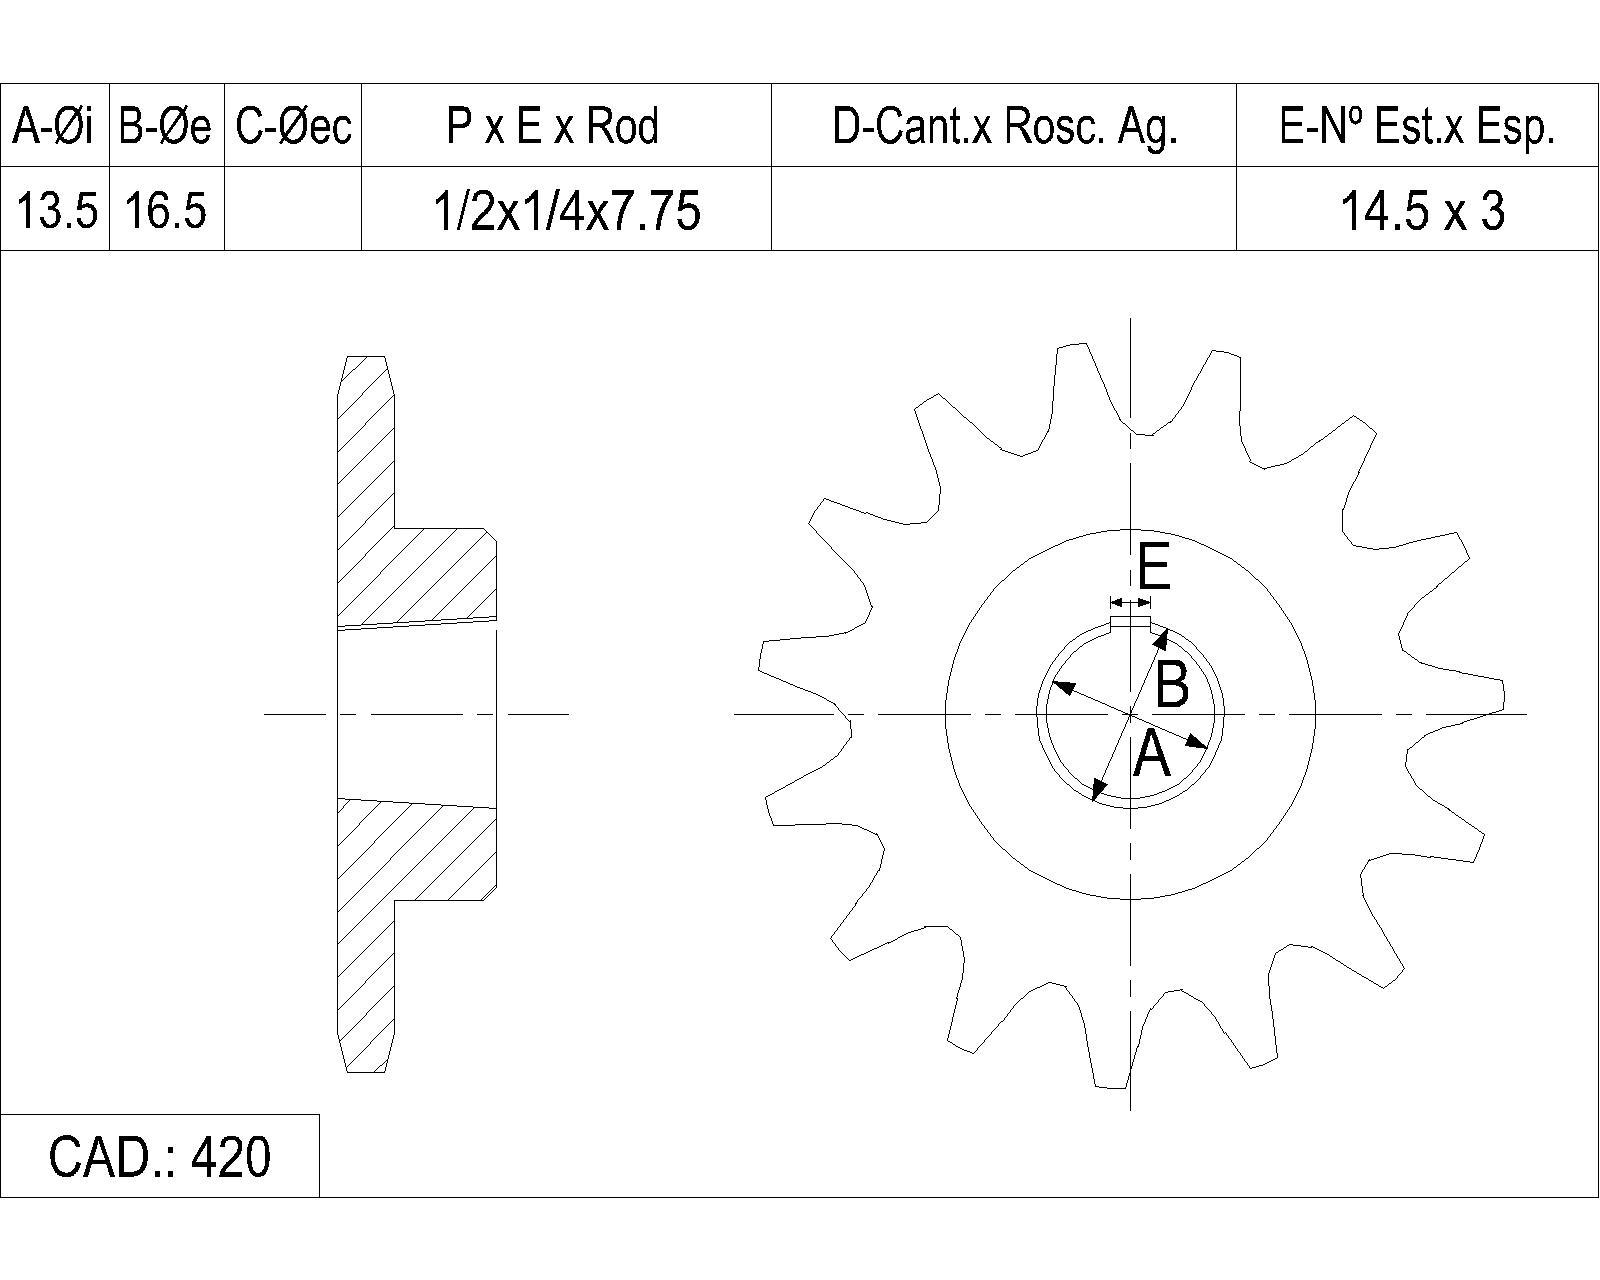 A-Øi B-Øe C-Øec P x E x Rod D-Cant.x Rosc. Ag. E-Nº Est.x Esp.
13.5 16.5 1/2x1/4x7.75 14.5 x 3
E
B
A
CAD.: 420